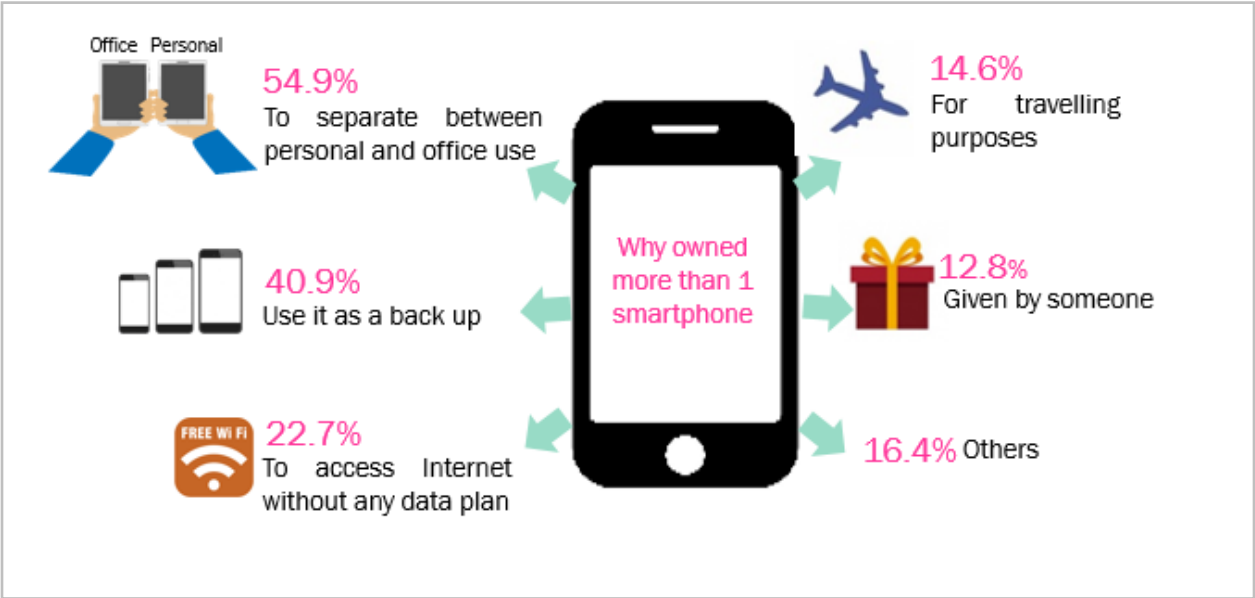 Office Personal
54.9%
To separate between
personal and office use
40.9%
Use it as a back up
FREE Wi Fi
22.7%
To access Internet
without any data plan
Why owned
more than 1
smartphone
14.6%
For travelling
purposes
12.8%
Given by someone
16.4% Others